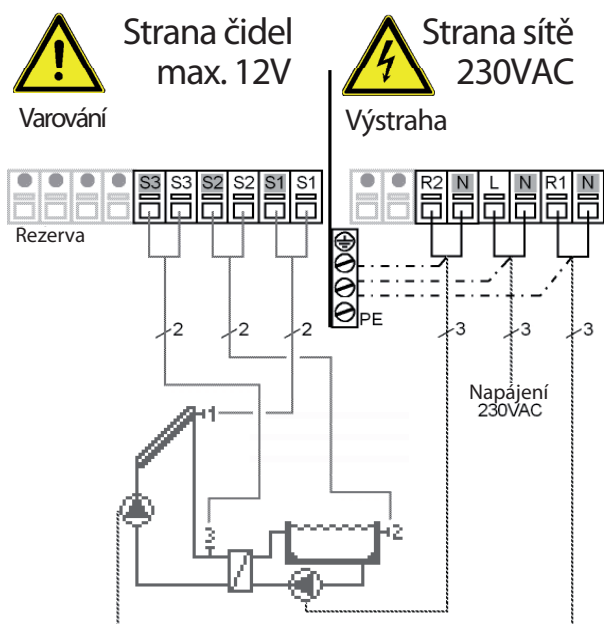 Strana čidel
max. 12V
Varování
Strana sítě
230VAC
Výstraha
S3 S3 S2 S2 S1 S1
R2 N L N R1 N
Rezerva
PE
2 2 2
3 3 3
Napájení
230VAC
1
3
2